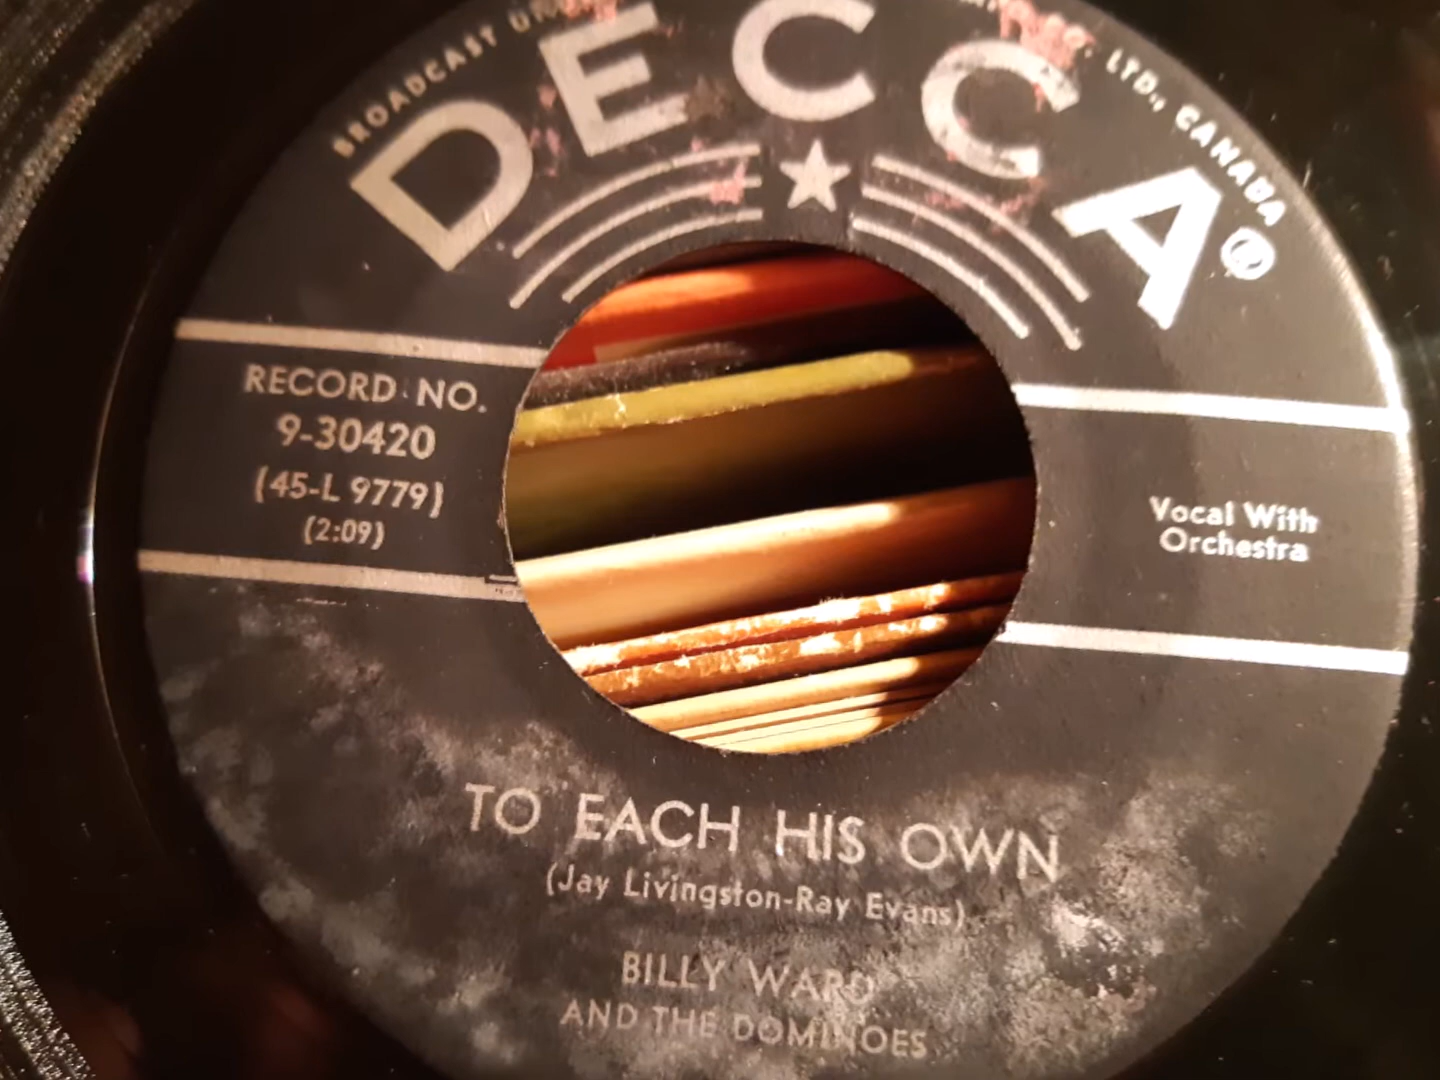 BROADCAST
LTD., CANADA
DECCA®
RECORD NO.
9-30420
(45-L 9779)
(2:09)
Vocal With
Orchestra
TO EACH HIS OWN
(Jay Livingston-Ray Evans)
BILLY WARD
AND THE DOMINOES